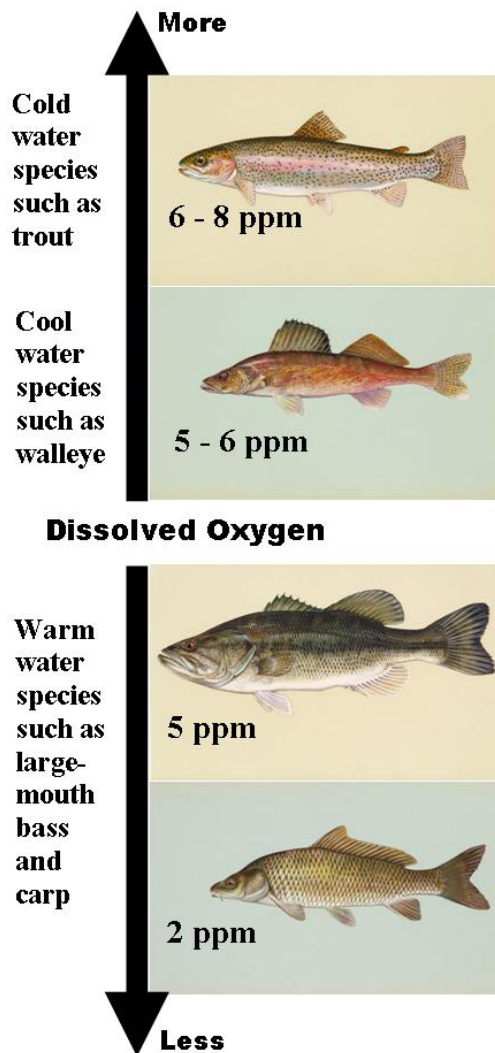 More
Cold
water
species
such as
trout
6 - 8 ppm
Cool
water
species
such as
walleye
5 - 6 ppm
Dissolved Oxygen
Warm
water
species
such as
large-
mouth
bass
and
carp
5 ppm
2 ppm
Less